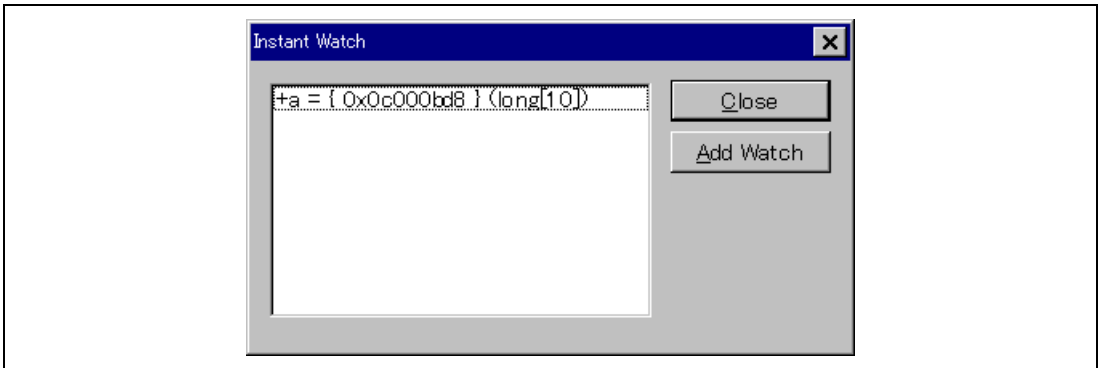 Instant Watch
+a = { 0x0c000bd8 } (long[10])
Close
Add Watch